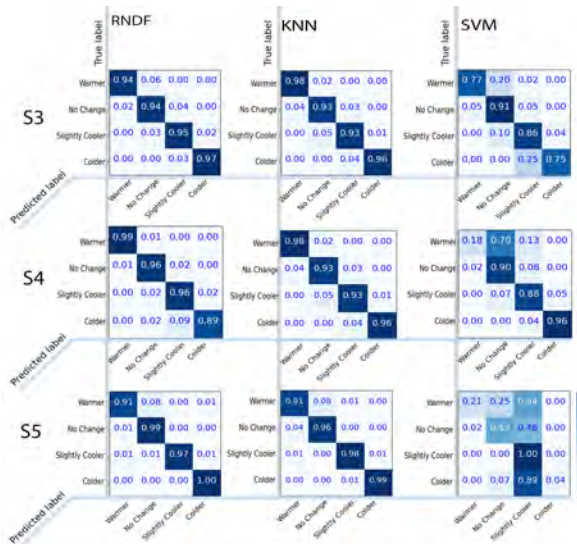 RNDF KNN SVM
True label True label True label
S3
Warmer 0.94 0.06 0.00 0.00
No Change 0.02 0.94 0.04 0.00
Slightly Cooler 0.00 0.03 0.95 0.02
Colder 0.00 0.00 0.03 0.97
Warmer No Change Slightly Cooler Colder
Warmer 0.98 0.02 0.00 0.00
No Change 0.04 0.93 0.03 0.00
Slightly Cooler 0.00 0.05 0.93 0.01
Colder 0.00 0.00 0.04 0.96
Warmer No Change Slightly Cooler Colder
Warmer 0.77 0.20 0.02 0.00
No Change 0.05 0.91 0.05 0.00
Slightly Cooler 0.00 0.10 0.86 0.04
Colder 0.00 0.00 0.25 0.75
Warmer No Change Slightly Cooler Colder
Predicted label
S4
Warmer 0.99 0.01 0.00 0.00
No Change 0.01 0.96 0.02 0.00
Slightly Cooler 0.00 0.02 0.96 0.02
Colder 0.00 0.02 0.09 0.89
Warmer No Change Slightly Cooler Colder
Warmer 0.98 0.02 0.00 0.00
No Change 0.04 0.93 0.03 0.00
Slightly Cooler 0.00 0.05 0.93 0.01
Colder 0.00 0.00 0.04 0.96
Warmer No Change Slightly Cooler Colder
Warmer 0.18 0.70 0.13 0.00
No Change 0.02 0.90 0.08 0.00
Slightly Cooler 0.00 0.07 0.88 0.05
Colder 0.00 0.00 0.04 0.96
Warmer No Change Slightly Cooler Colder
Predicted label
S5
Warmer 0.91 0.08 0.00 0.01
No Change 0.01 0.99 0.00 0.00
Slightly Cooler 0.01 0.01 0.97 0.01
Colder 0.00 0.00 0.00 1.00
Warmer No Change Slightly Cooler Colder
Warmer 0.91 0.08 0.01 0.00
No Change 0.04 0.96 0.00 0.00
Slightly Cooler 0.00 0.01 0.98 0.01
Colder 0.00 0.00 0.01 0.99
Warmer No Change Slightly Cooler Colder
Warmer 0.21 0.25 0.00
No Change 0.02 0.46 0.00
Slightly Cooler 0.00 0.00 1.00 0.00
Colder 0.00 0.07 0.89 0.04
Warmer No Change Slightly Cooler Colder
Predicted label